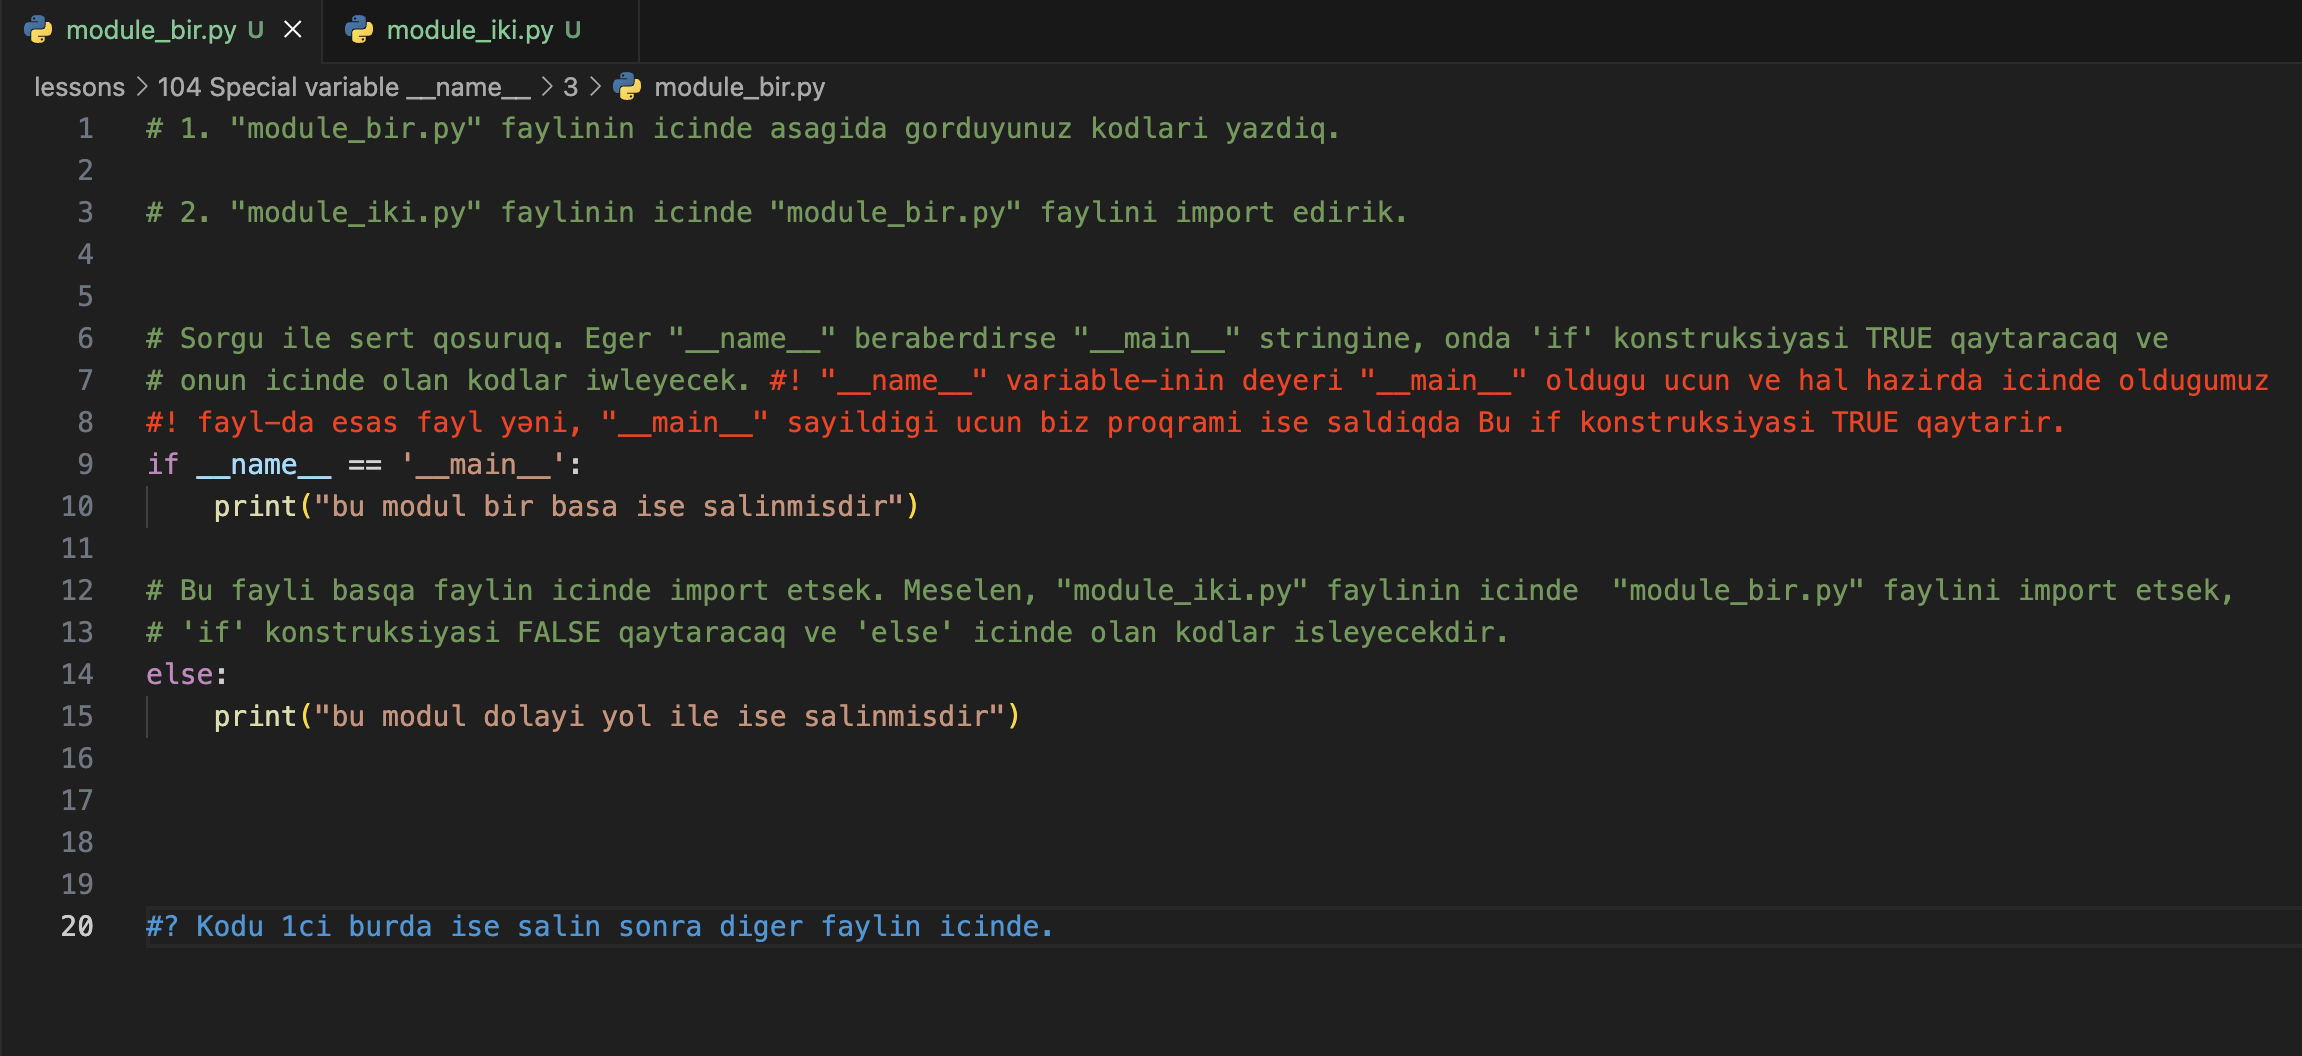 module_bir.py U
module_iki.py U
lessons > 104 Special variable __name__ > 3 > module_bir.py
1 # 1. "module_bir.py" faylinin icinde asagida gorduyunuz kodlari yazdiq.
2
3 # 2. "module_iki.py" faylinin icinde "module_bir.py" faylini import edirik.
4
5
6 # Sorgu ile sert qosuruq. Eger "__name__" beraberdirse "__main__" stringine, onda 'if' konstruksiyasi TRUE qaytaracaq ve
7 # onun icinde olan kodlar iwleyecek. #! "__name__" variable-inin deyeri "__main__" oldugu ucun ve hal hazirda icinde oldugumuz
8 #! fayl-da esas fayl yəni, "__main__" sayildigi ucun biz proqrami ise saldiqda Bu if konstruksiyasi TRUE qaytarir.
9 if __name__ == '__main__':
10     print("bu modul bir basa ise salinmisdir")
11
12 # Bu fayli basqa faylin icinde import etsek. Meselen, "module_iki.py" faylinin icinde  "module_bir.py" faylini import etsek,
13 # 'if' konstruksiyasi FALSE qaytaracaq ve 'else' icinde olan kodlar isleyecekdir.
14 else:
15     print("bu modul dolayi yol ile ise salinmisdir")
16
17
18
19
20 #? Kodu 1ci burda ise salin sonra diger faylin icinde.